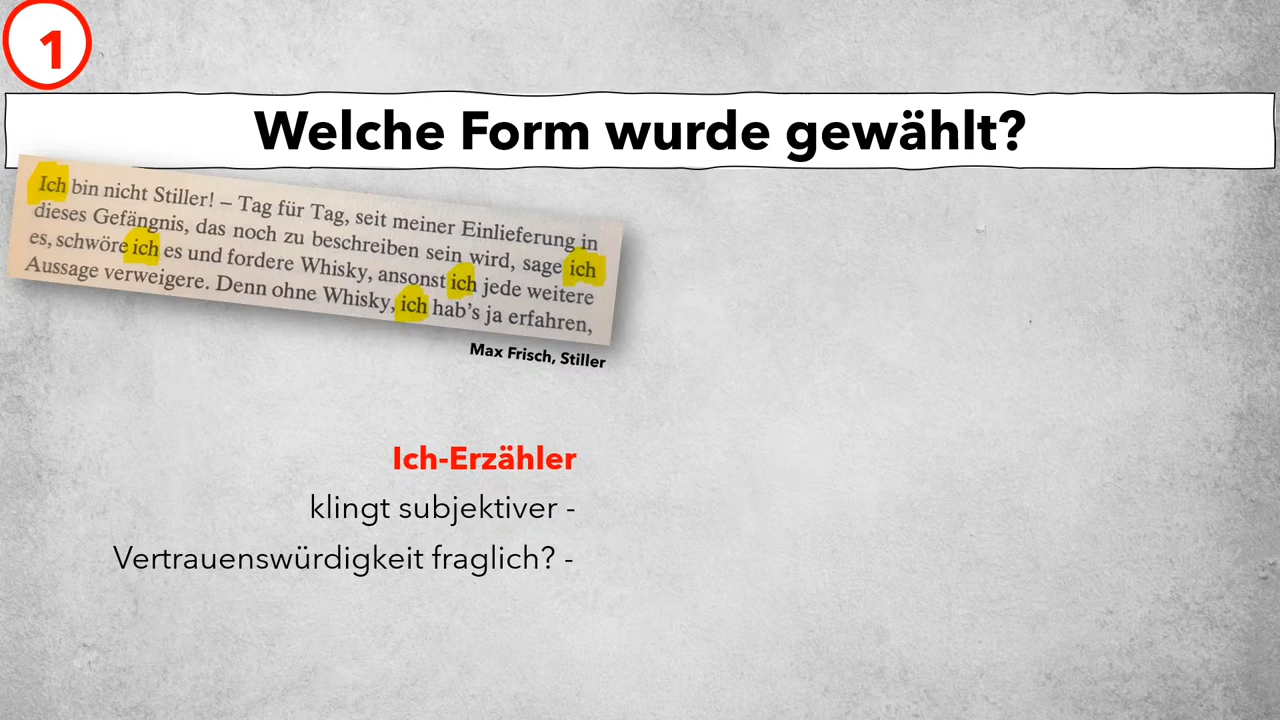 1
Welche Form wurde gewählt?
Ich bin nicht Stiller! – Tag für Tag, seit meiner Einlieferung in
dieses Gefängnis, das noch zu beschreiben sein wird, sage ich
es, schwöre ich es und fordere Whisky, ansonst ich jede weitere
Aussage verweigere. Denn ohne Whisky, ich hab's ja erfahren,
Max Frisch, Stiller
Ich-Erzähler
klingt subjektiver -
Vertrauenswürdigkeit fraglich? -